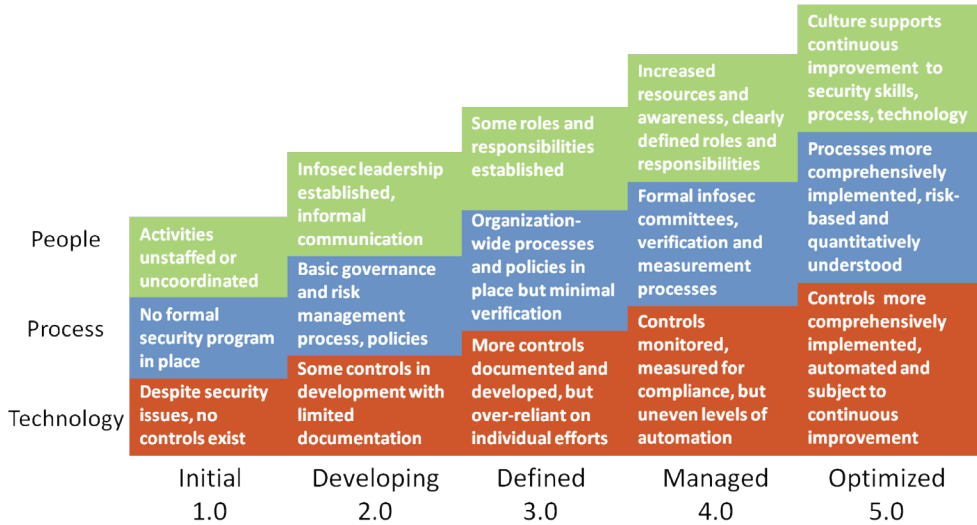 People
Process
Technology
Activities
unstaffed or
uncoordinated
No formal
security program
in place
Despite security
issues, no
controls exist
Initial
1.0
Infosec leadership
established,
informal
communication
Basic governance
and risk
management
process, policies
Some controls in
development with
limited
documentation
Developing
2.0
Some roles and
responsibilities
established
Organization-
wide processes
and policies in
place but minimal
verification
More controls
documented and
developed, but
over-reliant on
individual efforts
Defined
3.0
Increased
resources and
awareness, clearly
defined roles and
responsibilities
Formal infosec
committees,
verification and
measurement
processes
Controls
monitored,
measured for
compliance, but
uneven levels of
automation
Managed
4.0
Culture supports
continuous
improvement to
security skills,
process, technology
Processes more
comprehensively
implemented, risk-
based and
quantitatively
understood
Controls more
comprehensively
implemented,
automated and
subject to
continuous
improvement
Optimized
5.0